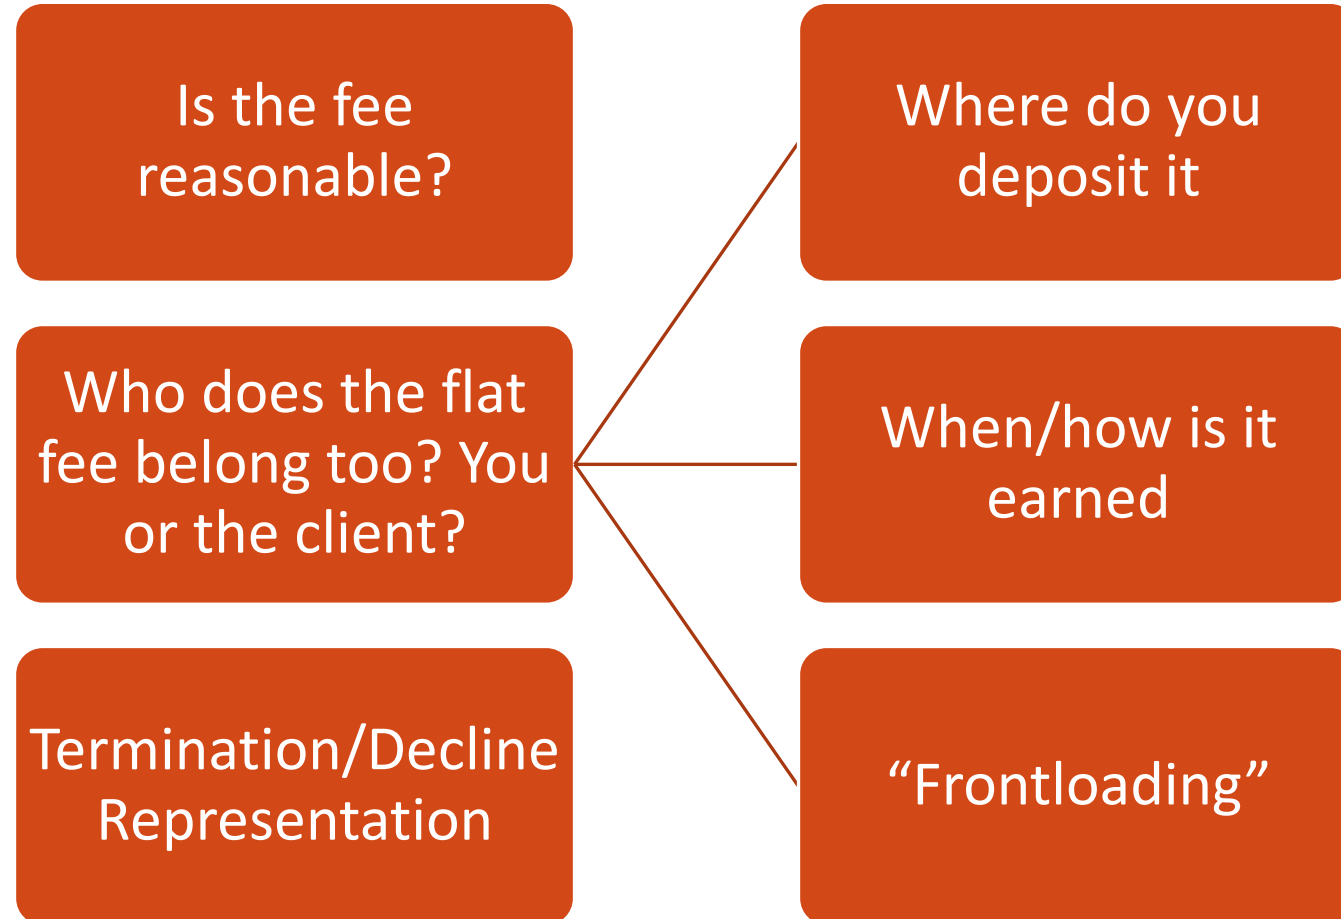 Is the fee
reasonable?
Who does the flat
fee belong too? You
or the client?
Termination/Decline
Representation
Where do you
deposit it
When/how is it
earned
“Frontloading”